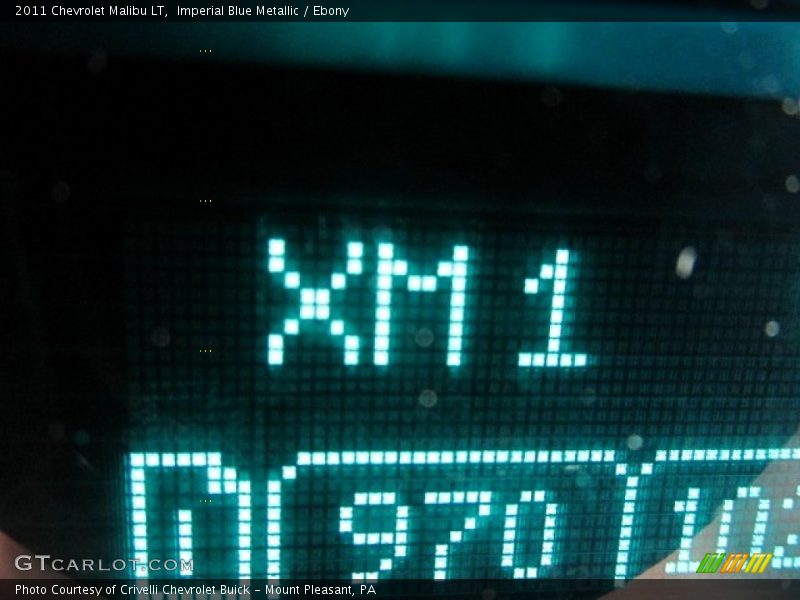 2011 Chevrolet Malibu LT,  Imperial Blue Metallic / Ebony
XM 1
970
GTCARLOT.COM
Photo Courtesy of Crivelli Chevrolet Buick - Mount Pleasant, PA